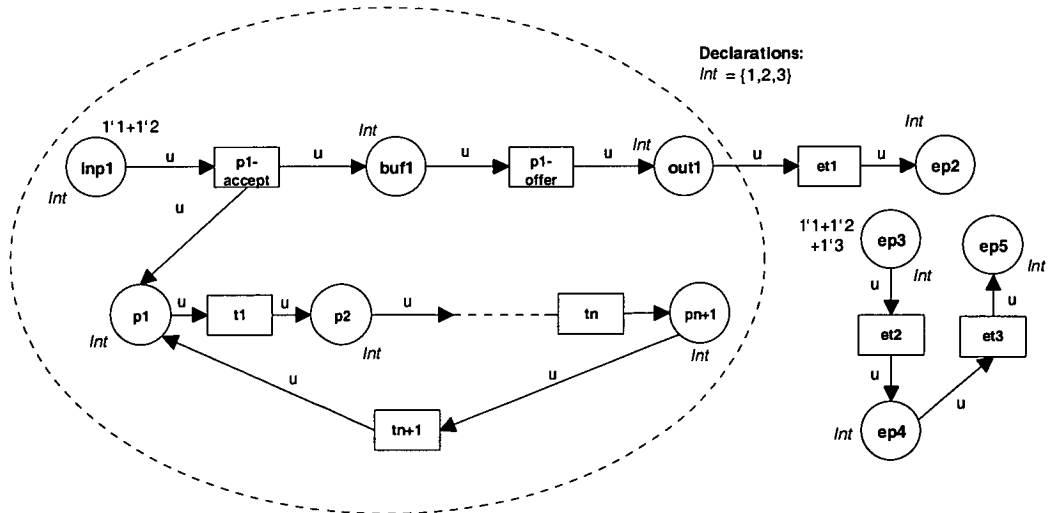 Declarations:
Int = {1,2,3}
1'1+1'2
Int
Int
Int
inp1
u
p1-
accept
u
buf1
u
p1-
offer
u
out1
u
et1
u
ep2
Int
u
1'1+1'2
+1'3
ep3
ep5
Int
Int
u
u
p1
u
t1
u
p2
u
tn
pn+1
et2
et3
Int
Int
Int
u
u
u
u
tn+1
Int
ep4